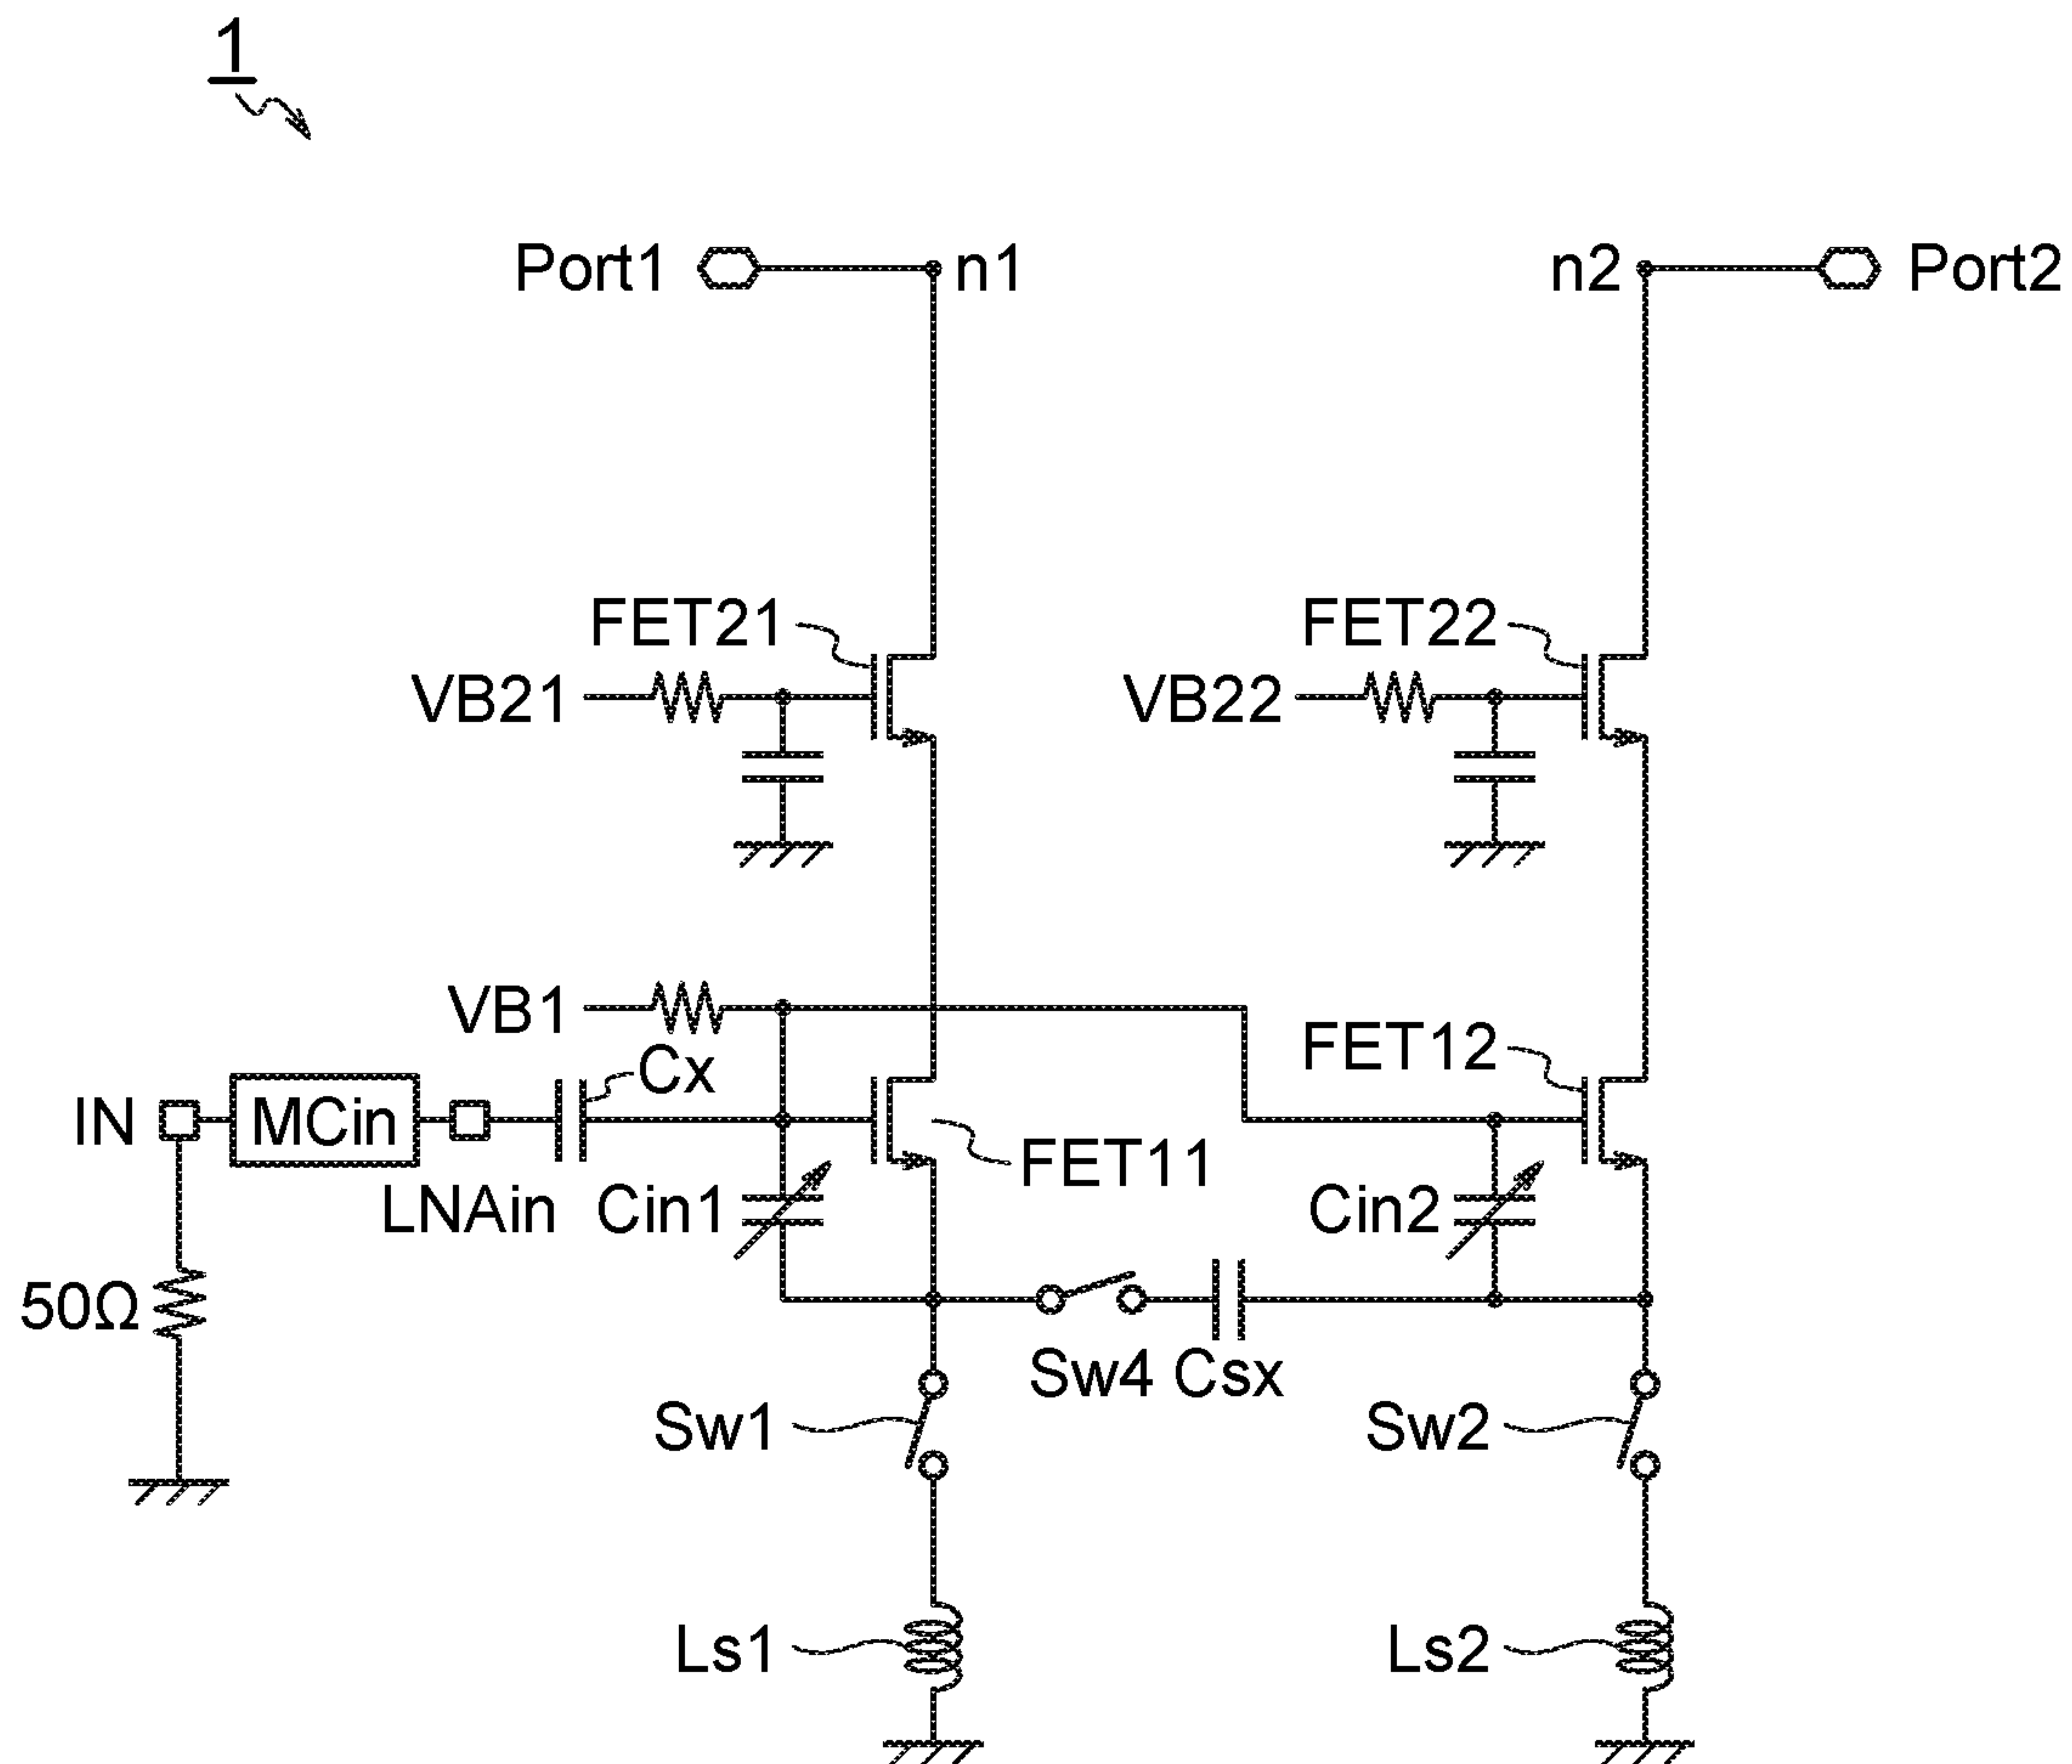 1
Port1 n1 n2 Port2
FET21 FET22
VB21 VB22
VB1 FET12
Cx
IN MCin FET11
LNAin Cin1 Cin2
50Ω
Sw4 Csx
Sw1 Sw2
Ls1 Ls2